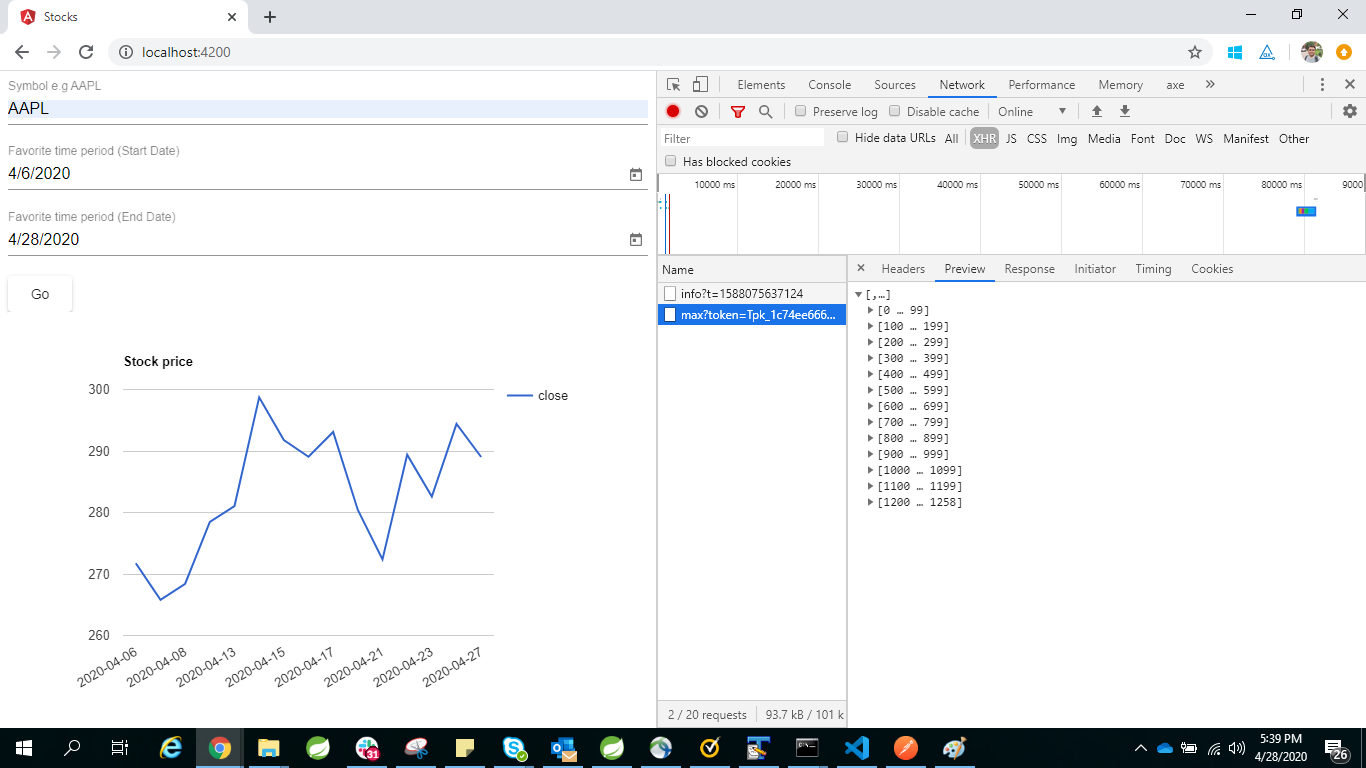 Stocks
localhost:4200
Symbol e.g AAPL
AAPL
Favorite time period (Start Date)
4/6/2020
Favorite time period (End Date)
4/28/2020
Go
Stock price
300
290
280
270
260
close
2020-04-06
2020-04-08
2020-04-13
2020-04-15
2020-04-17
2020-04-21
2020-04-23
2020-04-27
Elements Console Sources Network Performance Memory axe
Preserve log Disable cache Online
Filter Hide data URLs All XHR JS CSS Img Media Font Doc WS Manifest Other
Has blocked cookies
10000 ms 20000 ms 30000 ms 40000 ms 50000 ms 60000 ms 70000 ms 80000 ms 9000
Name
info?t=1588075637124
max?token=Tpk_1c74ee666...
2 / 20 requests 93.7 kB / 101 k
Headers Preview Response Initiator Timing Cookies
[,…]
[0 … 99]
[100 … 199]
[200 … 299]
[300 … 399]
[400 … 499]
[500 … 599]
[600 … 699]
[700 … 799]
[800 … 899]
[900 … 999]
[1000 … 1099]
[1100 … 1199]
[1200 … 1258]
31
5:39 PM
4/28/2020
26